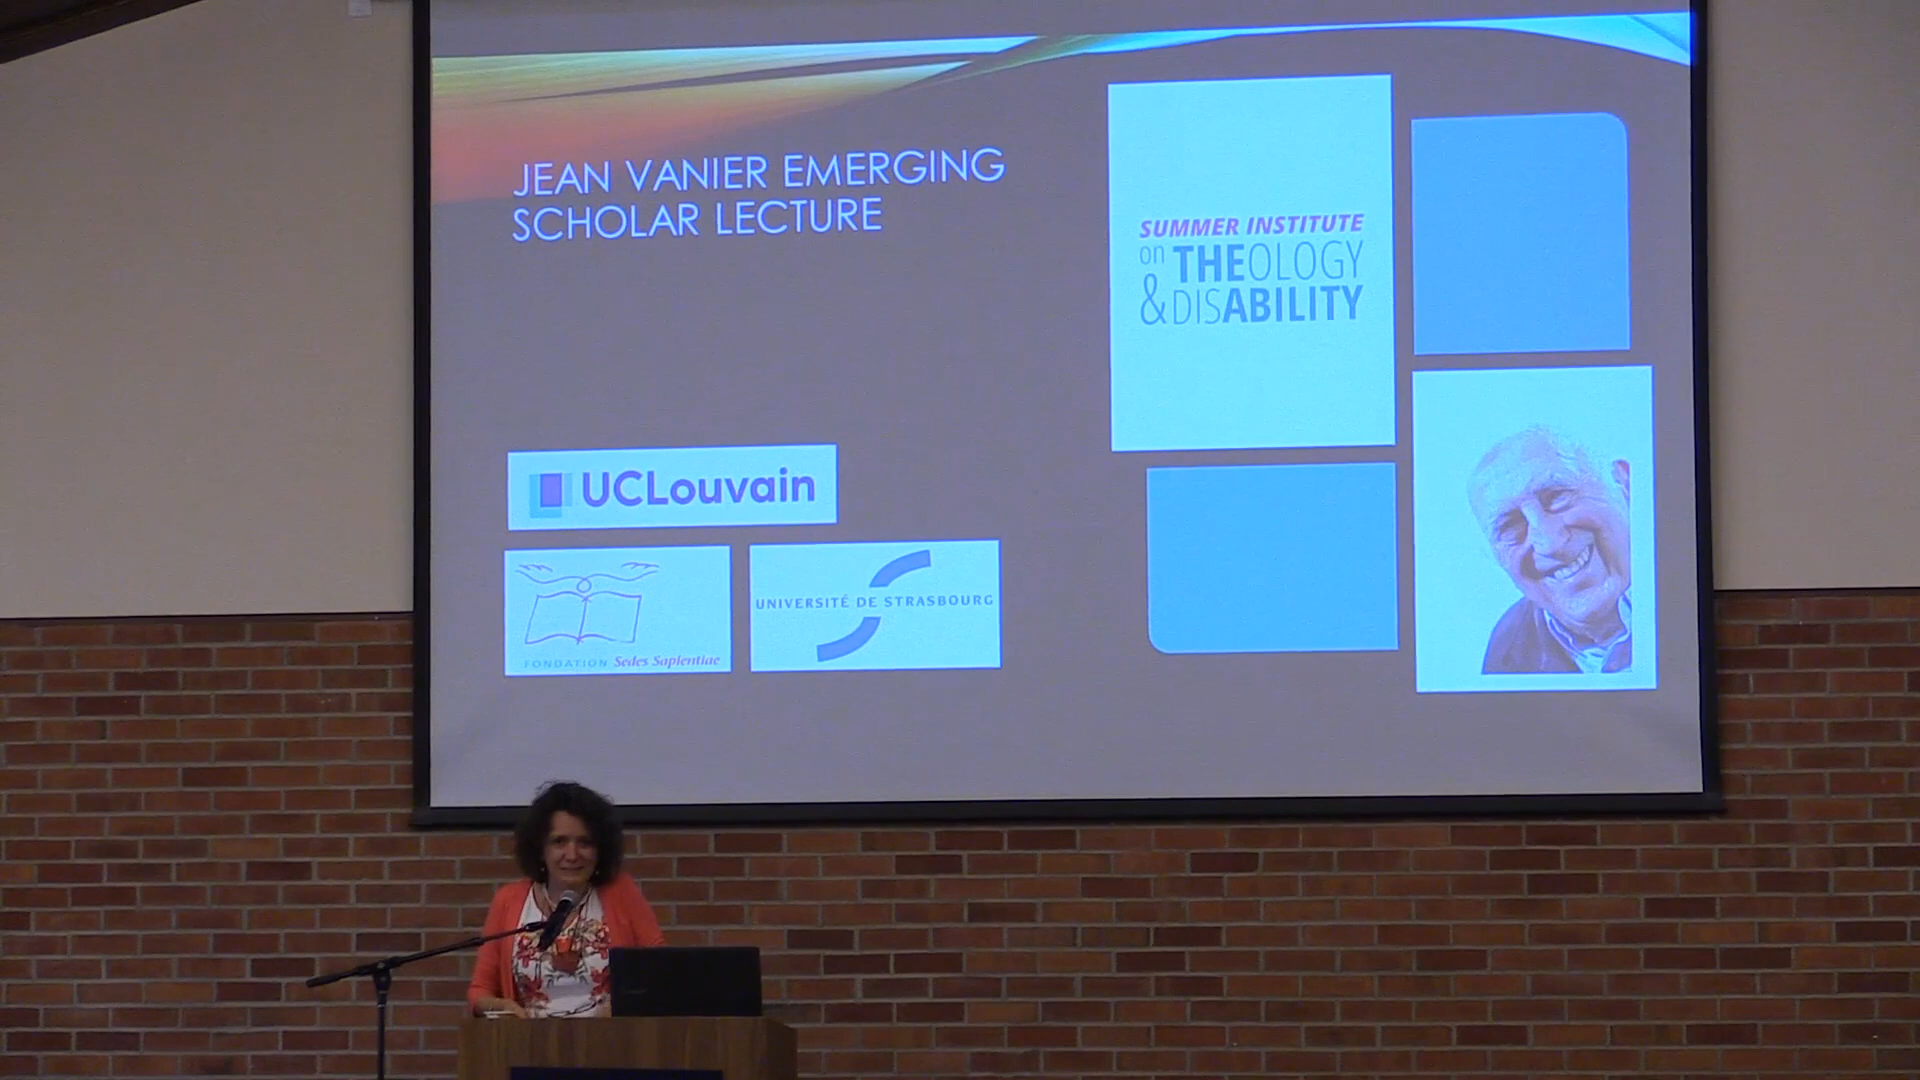 JEAN VANIER EMERGING
SCHOLAR LECTURE
SUMMER INSTITUTE
on THEOLOGY
& DISABILITY
UCLouvain
FONDATION Sedes Sapientiae
UNIVERSITÉ DE STRASBOURG